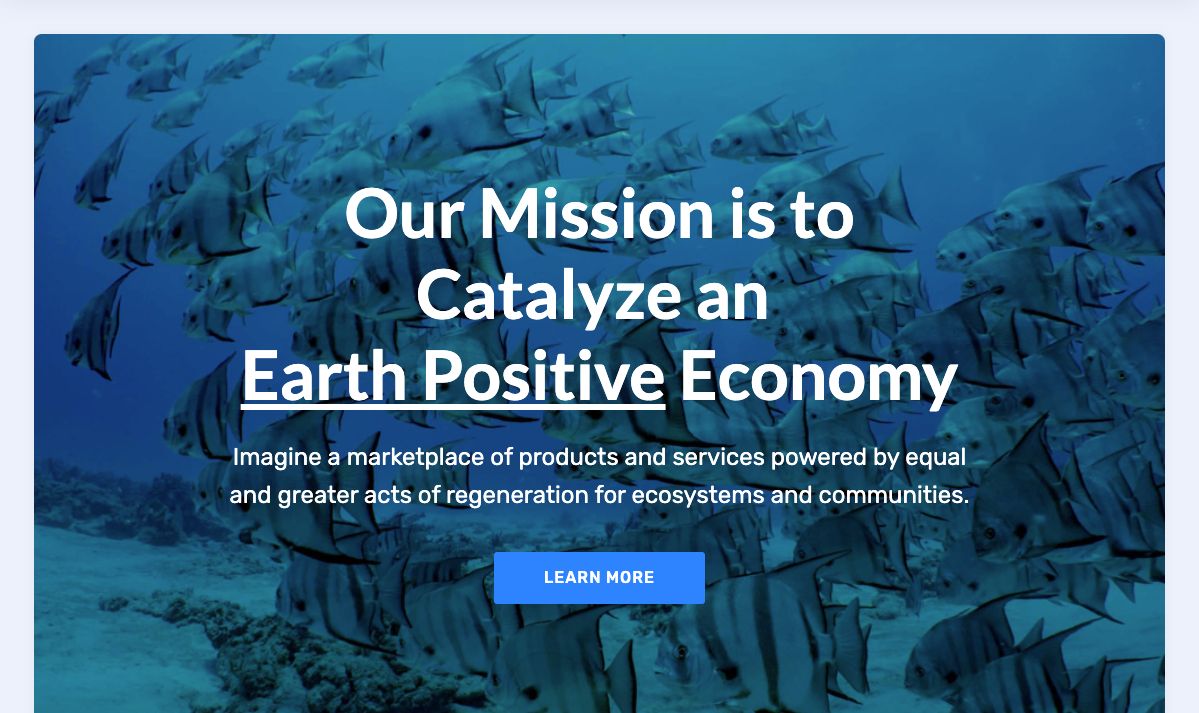 Our Mission is to
Catalyze an
Earth Positive Economy
Imagine a marketplace of products and services powered by equal
and greater acts of regeneration for ecosystems and communities.
LEARN MORE